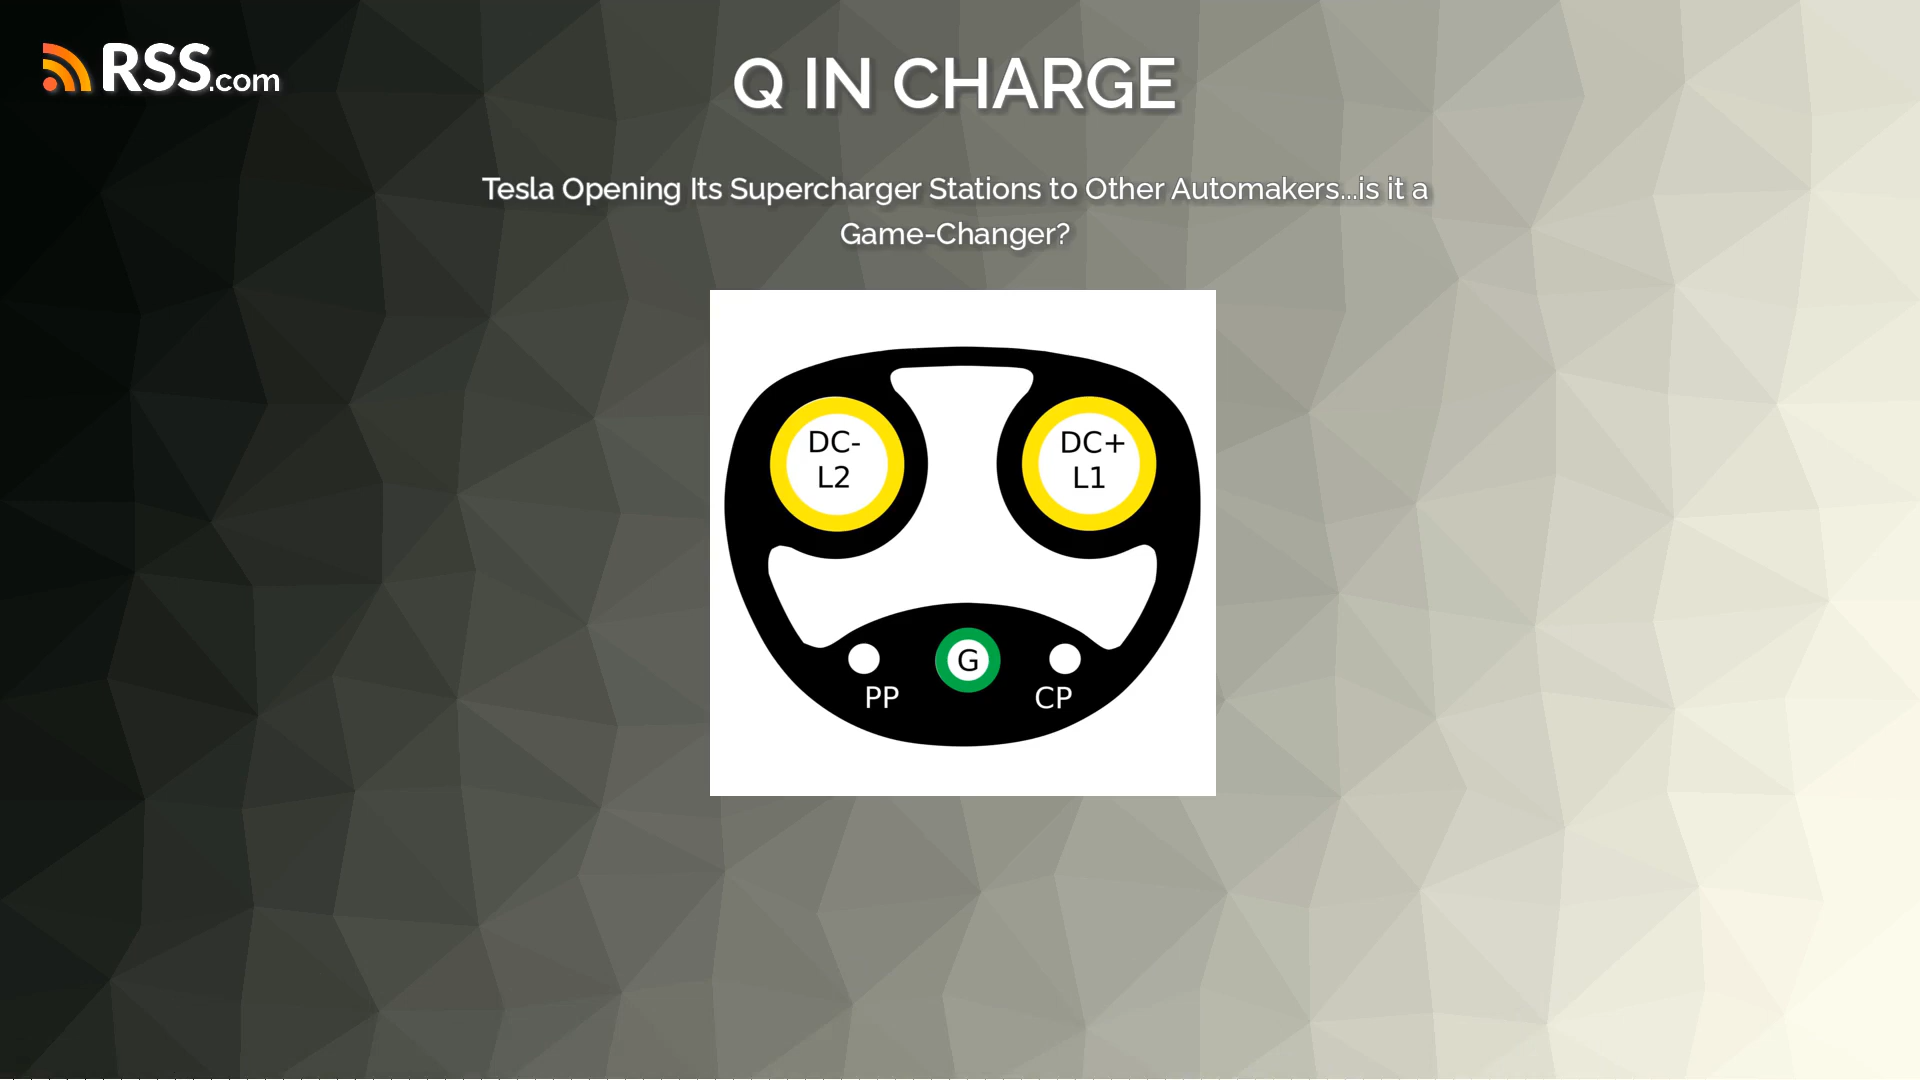 RSS.com
Q IN CHARGE
Tesla Opening Its Supercharger Stations to Other Automakers...is it a
Game-Changer?
DC-
L2
DC+
L1
G
PP
CP